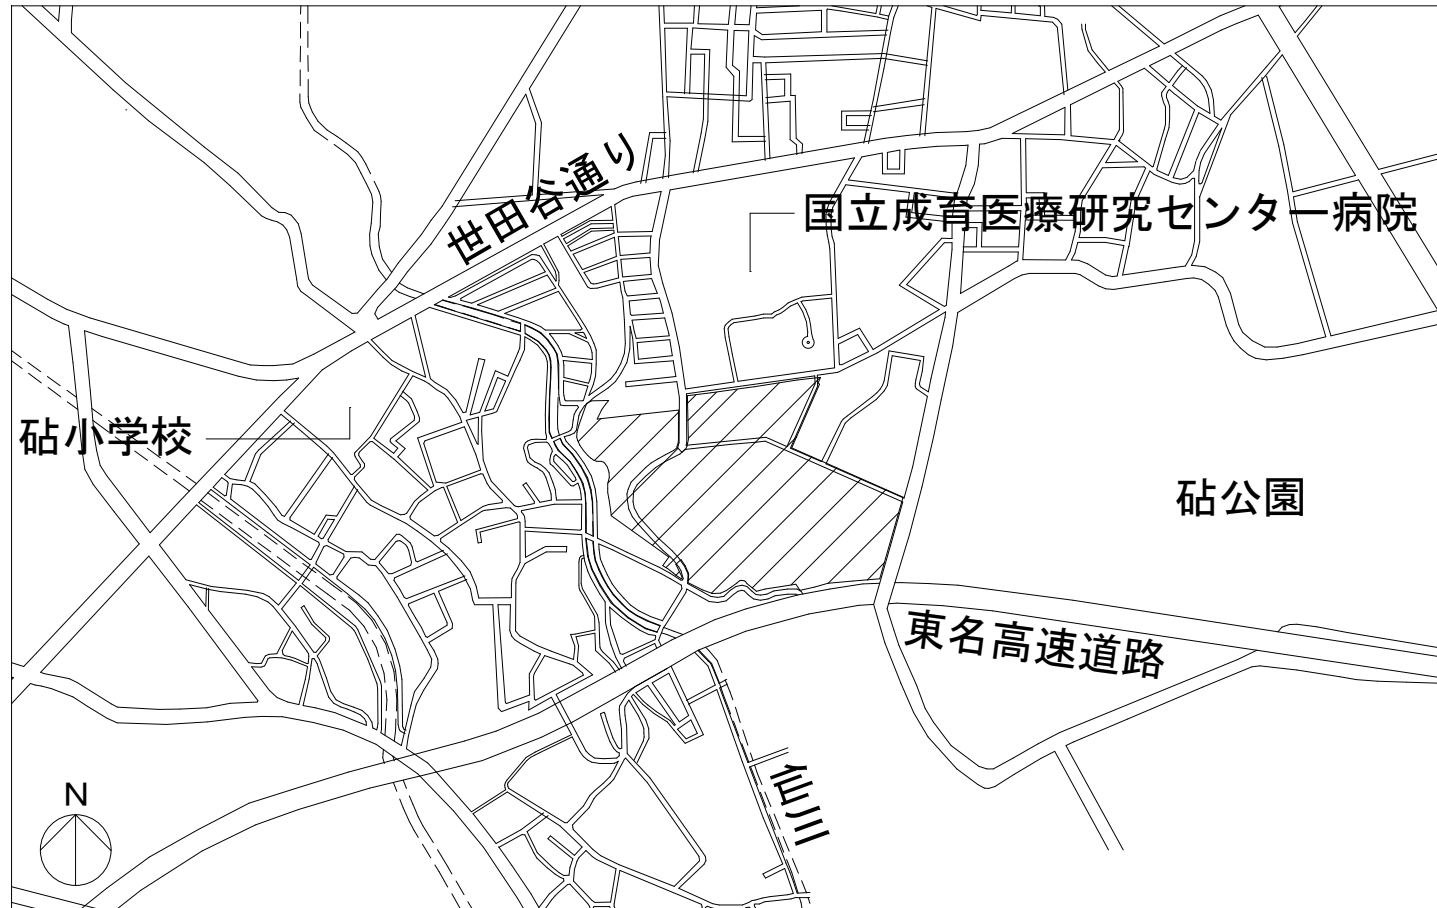 世田谷通り
国立成育医療研究センター病院
砧小学校
砧公園
東名高速道路
仙川
N